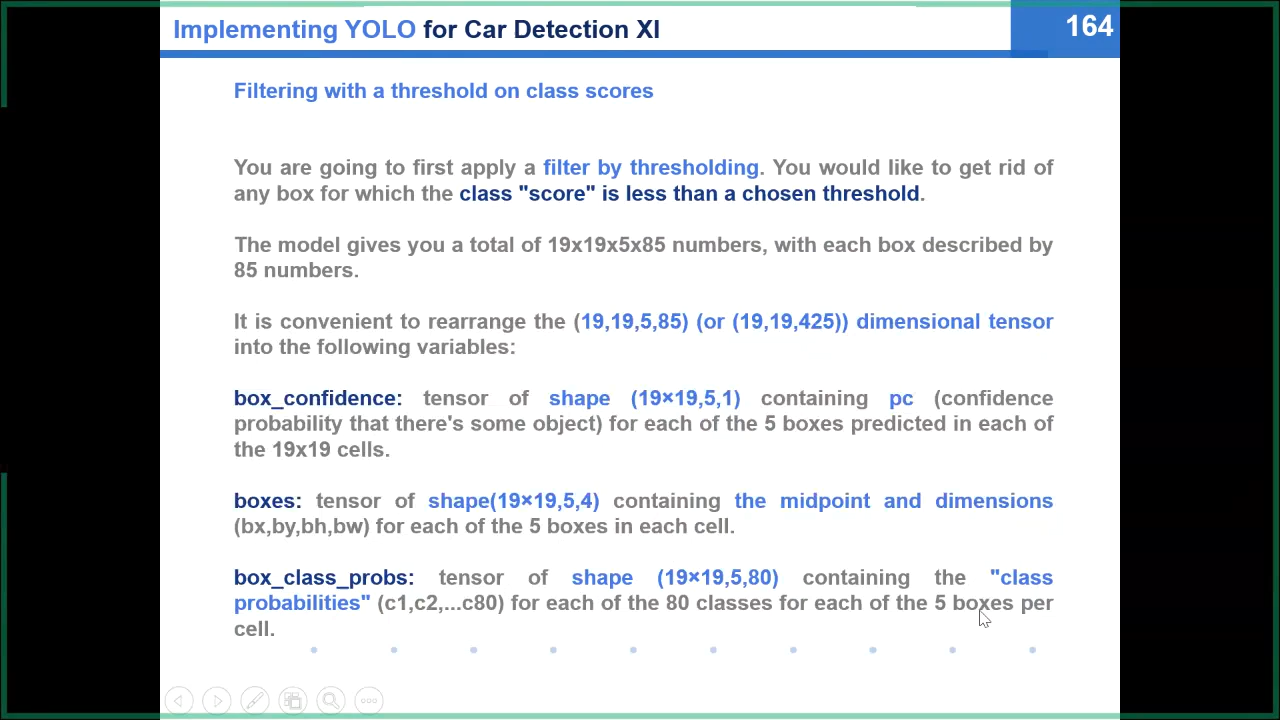 Implementing YOLO for Car Detection XI
164
Filtering with a threshold on class scores
You are going to first apply a filter by thresholding. You would like to get rid of
any box for which the class "score" is less than a chosen threshold.
The model gives you a total of 19x19x5x85 numbers, with each box described by
85 numbers.
It is convenient to rearrange the (19,19,5,85) (or (19,19,425)) dimensional tensor
into the following variables:
box_confidence: tensor of shape (19×19,5,1) containing pc (confidence
probability that there's some object) for each of the 5 boxes predicted in each of
the 19x19 cells.
boxes: tensor of shape(19×19,5,4) containing the midpoint and dimensions
(bx,by,bh,bw) for each of the 5 boxes in each cell.
box_class_probs: tensor of shape (19×19,5,80) containing the "class
probabilities" (c1,c2,...c80) for each of the 80 classes for each of the 5 boxes per
cell.